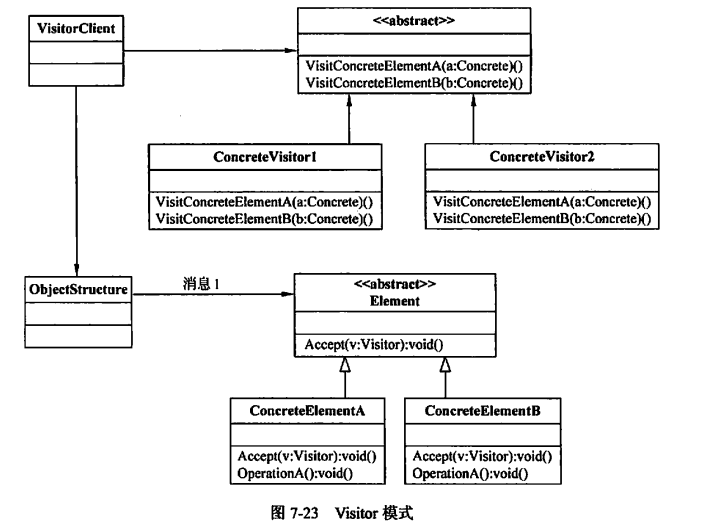 VisitorClient
<<abstract>>
VisitConcreteElementA(a:Concrete)()
VisitConcreteElementB(b:Concrete)()
ConcreteVisitor1
VisitConcreteElementA(a:Concrete)()
VisitConcreteElementB(b:Concrete)()
ConcreteVisitor2
VisitConcreteElementA(a:Concrete)()
VisitConcreteElementB(b:Concrete)()
ObjectStructure
消息 1
<<abstract>>
Element
Accept(v:Visitor):void()
ConcreteElementA
Accept(v:Visitor):void()
OperationA():void()
ConcreteElementB
Accept(v:Visitor):void()
OperationA():void()
图 7-23 Visitor 模式